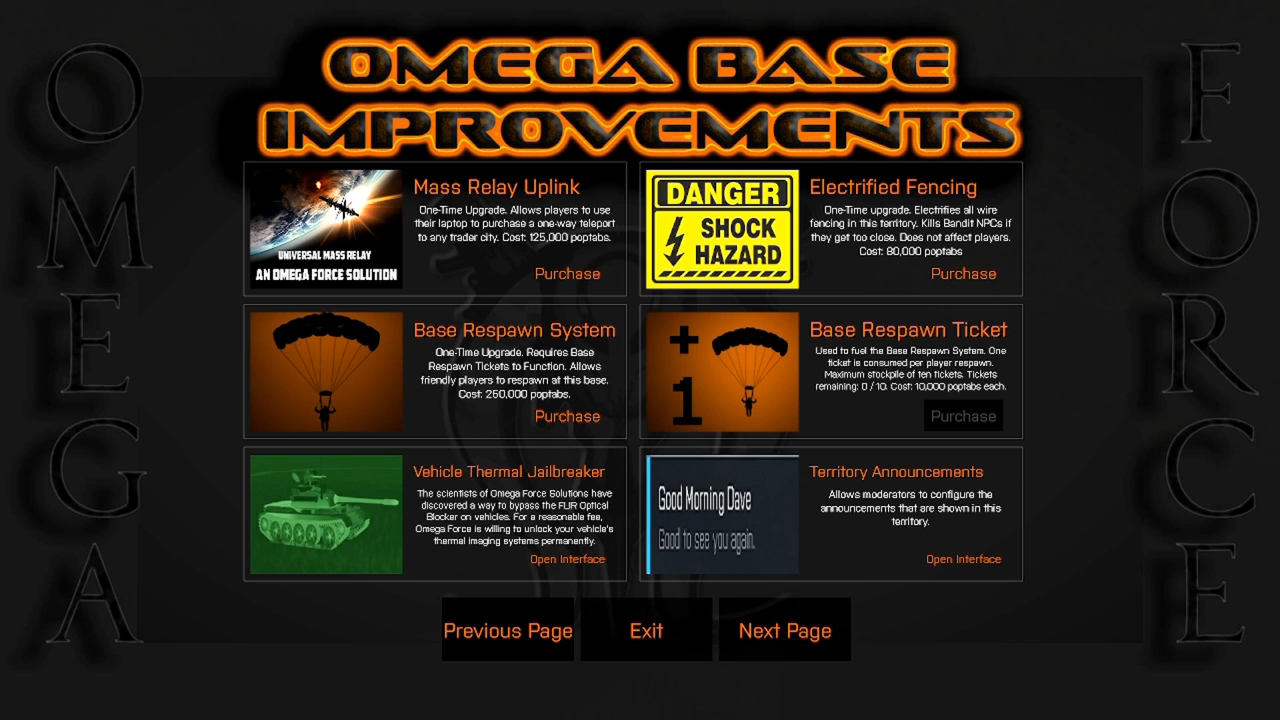 OMEGA BASE
IMPROVEMENTS
OMEGA
FORCE
UNIVERSAL MASS RELAY
AN OMEGA FORCE SOLUTION
Mass Relay Uplink
One-Time Upgrade. Allows players to use
their laptop to purchase a one-way teleport
to any trader city. Cost: 125,000 poptabs.
Purchase
DANGER
SHOCK
HAZARD
Electrified Fencing
One-Time upgrade. Electrifies all wire
fencing in this territory. Kills Bandit NPCs if
they get too close. Does not affect players.
Cost: 80,000 poptabs
Purchase
Base Respawn System
One-Time Upgrade. Requires Base
Respawn Tickets to Function. Allows
friendly players to respawn at this base.
Cost: 250,000 poptabs.
Purchase
+
1
Base Respawn Ticket
Used to fuel the Base Respawn System. One
ticket is consumed per player respawn.
Maximum stockpile of ten tickets. Tickets
remaining: 0 / 10. Cost: 10,000 poptabs each.
Purchase
Vehicle Thermal Jailbreaker
The scientists of Omega Force Solutions have
discovered a way to bypass the FLIR Optical
Blocker on vehicles. For a reasonable fee,
Omega Force is willing to unlock your vehicle's
thermal imaging systems permanently.
Open Interface
Good Morning Dave
Good to see you again.
Territory Announcements
Allows moderators to configure the
announcements that are shown in this
territory.
Open Interface
Previous Page
Exit
Next Page